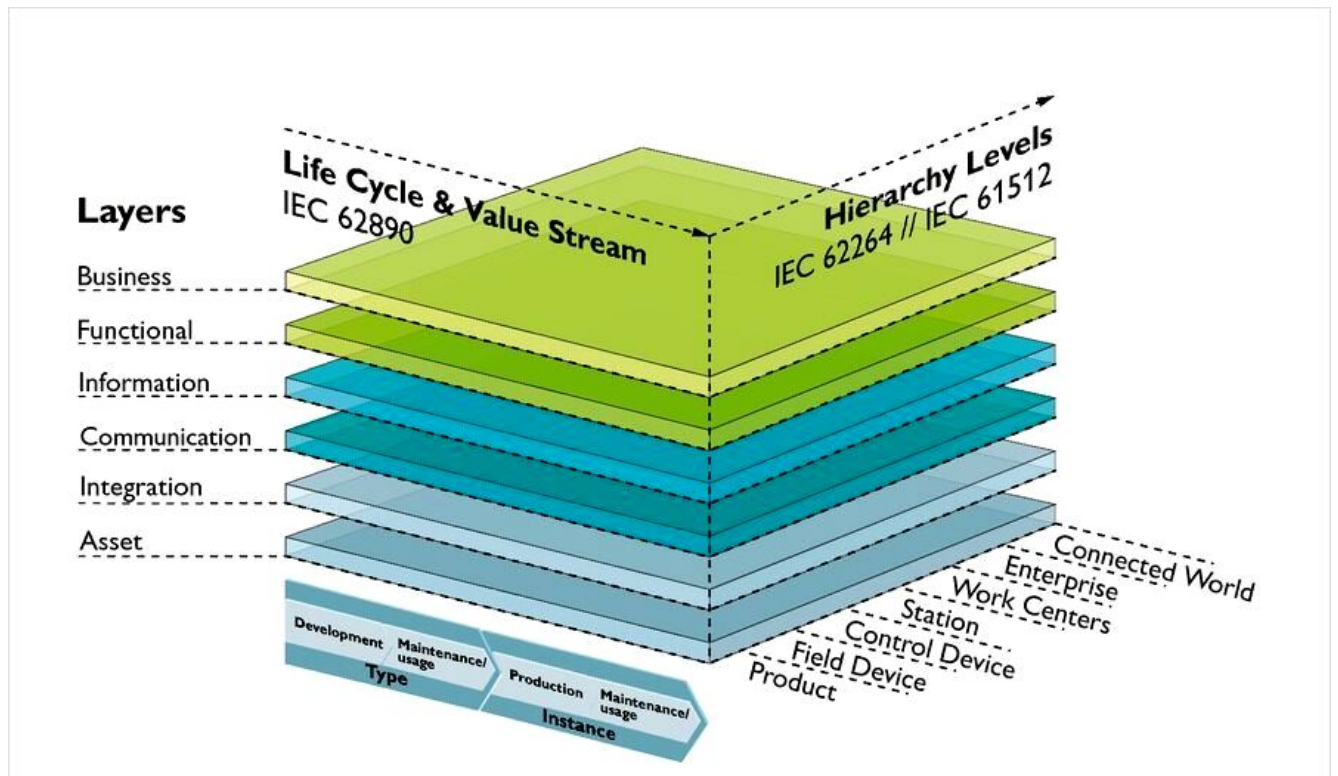 Life Cycle & Value Stream
IEC 62890
Hierarchy Levels
IEC 62264 // IEC 61512
Layers
Business
Functional
Information
Communication
Integration
Asset
Development
Maintenance/
usage
Type
Production
Maintenance/
usage
Instance
Connected World
Enterprise
Work Centers
Station
Control Device
Field Device
Product